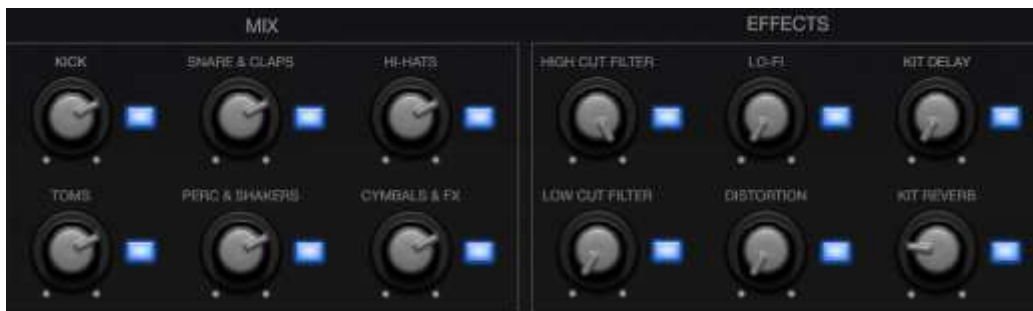 MIX
EFFECTS
KICK
SNARE & CLAPS
HI-HATS
HIGH CUT FILTER
LO-FI
KIT DELAY
TOMS
PERC & SHAKERS
CYMBALS & FX
LOW CUT FILTER
DISTORTION
KIT REVERB